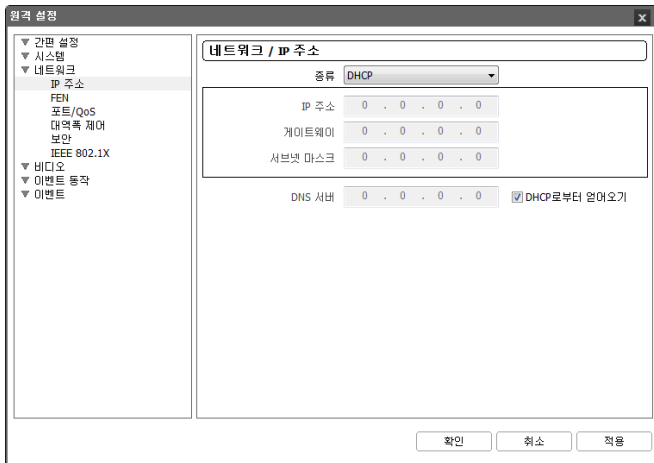 원격 설정
x
▼ 간편 설정
▼ 시스템
▼ 네트워크
IP 주소
FEN
포트/QoS
대역폭 제어
보안
IEEE 802.1X
▼ 비디오
▼ 이벤트 동작
▼ 이벤트
네트워크 / IP 주소
종류 DHCP
IP 주소 0 . 0 . 0 . 0
게이트웨이 0 . 0 . 0 . 0
서브넷 마스크 0 . 0 . 0 . 0
DNS 서버 0 . 0 . 0 . 0 DHCP로부터 얻어오기
확인 취소 적용